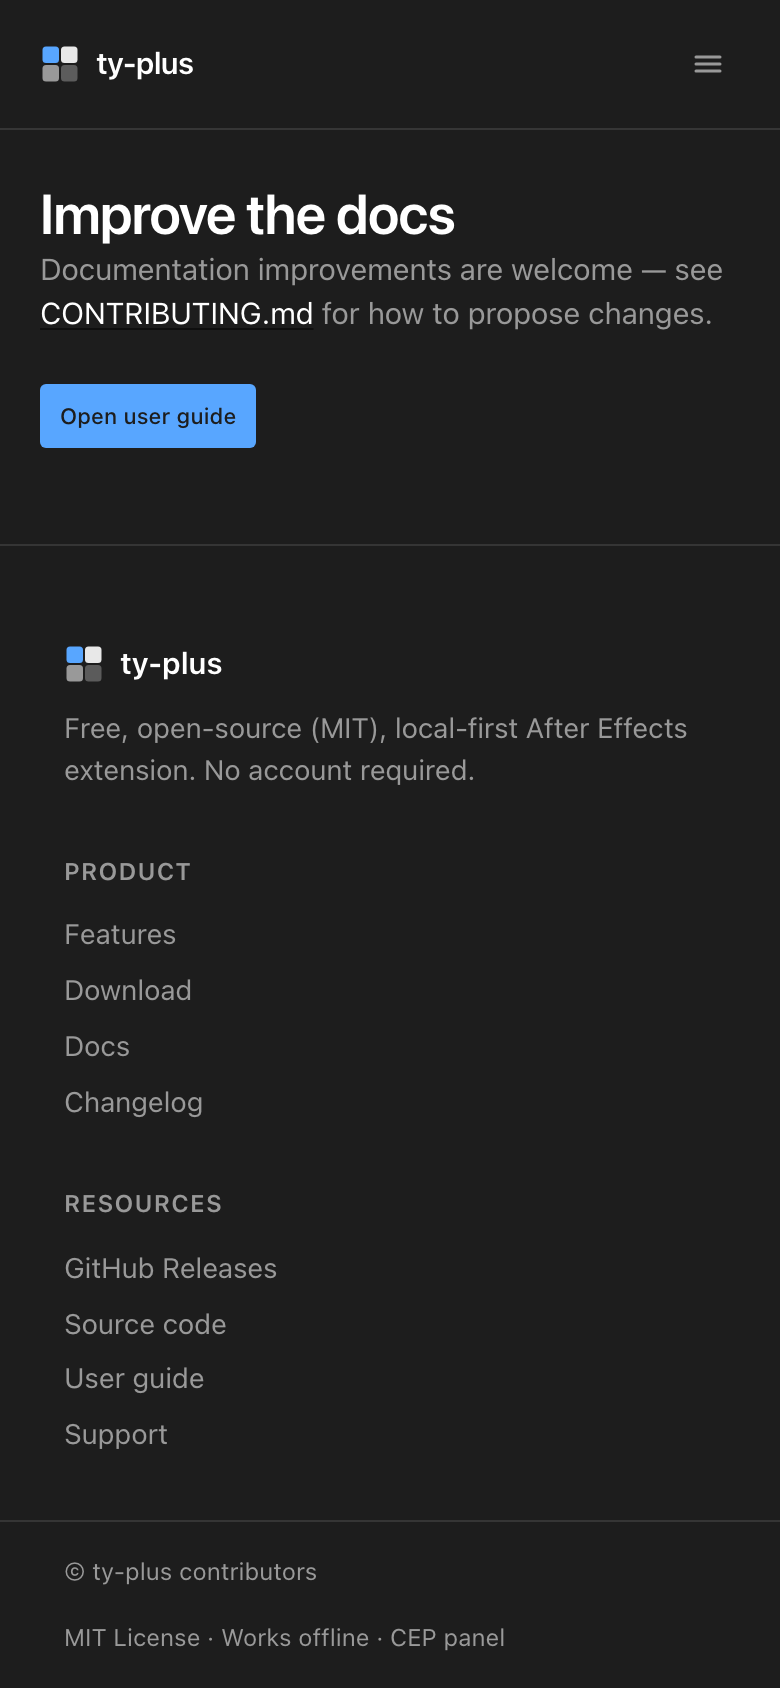 ty-plus
Improve the docs
Documentation improvements are welcome — see
CONTRIBUTING.md for how to propose changes.
Open user guide
ty-plus
Free, open-source (MIT), local-first After Effects
extension. No account required.
PRODUCT
Features
Download
Docs
Changelog
RESOURCES
GitHub Releases
Source code
User guide
Support
© ty-plus contributors
MIT License · Works offline · CEP panel